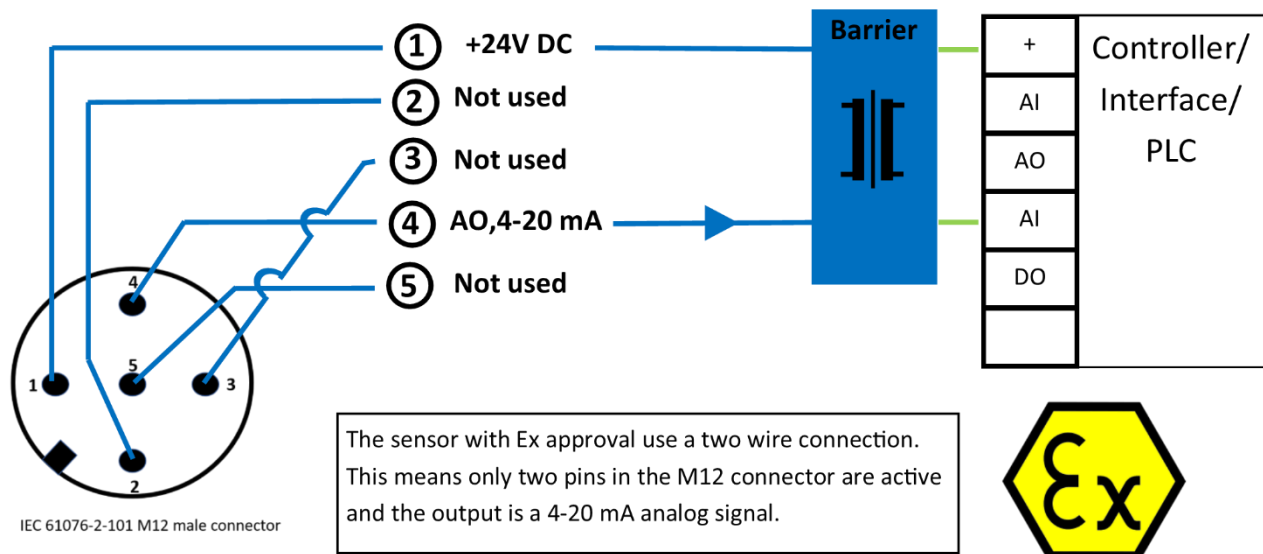 1 +24V DC
2 Not used
3 Not used
4 AO,4-20 mA
5 Not used
Barrier
+
AI
AO
AI
DO
Controller/
Interface/
PLC
4
5
1
3
2
IEC 61076-2-101 M12 male connector
The sensor with Ex approval use a two wire connection.
This means only two pins in the M12 connector are active
and the output is a 4-20 mA analog signal.
Ex